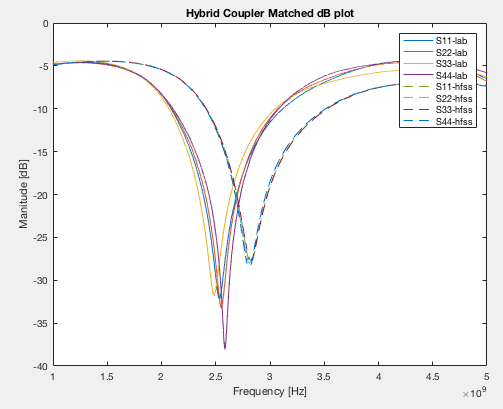 Hybrid Coupler Matched dB plot
0
-5
-10
-15
-20
-25
-30
-35
-40
Manitude [dB]
S11-lab
S22-lab
S33-lab
S44-lab
S11-hfss
S22-hfss
S33-hfss
S44-hfss
1
1.5
2
2.5
3
3.5
4
4.5
5
Frequency [Hz]
×10⁹